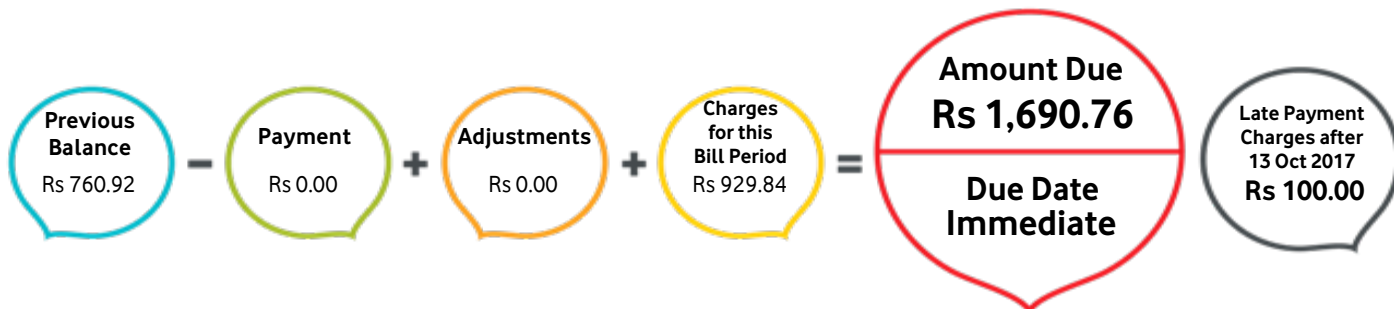 Previous
Balance
Rs 760.92
-
Payment
Rs 0.00
+
Adjustments
Rs 0.00
+
Charges
for this
Bill Period
Rs 929.84
=
Amount Due
Rs 1,690.76
Due Date
Immediate
Late Payment
Charges after
13 Oct 2017
Rs 100.00